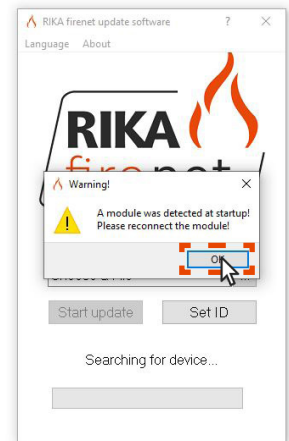 RIKA firenet update software
Language About
RIKA
firenet
Warning!
A module was detected at startup!
Please reconnect the module!
OK
Start update Set ID
Searching for device...